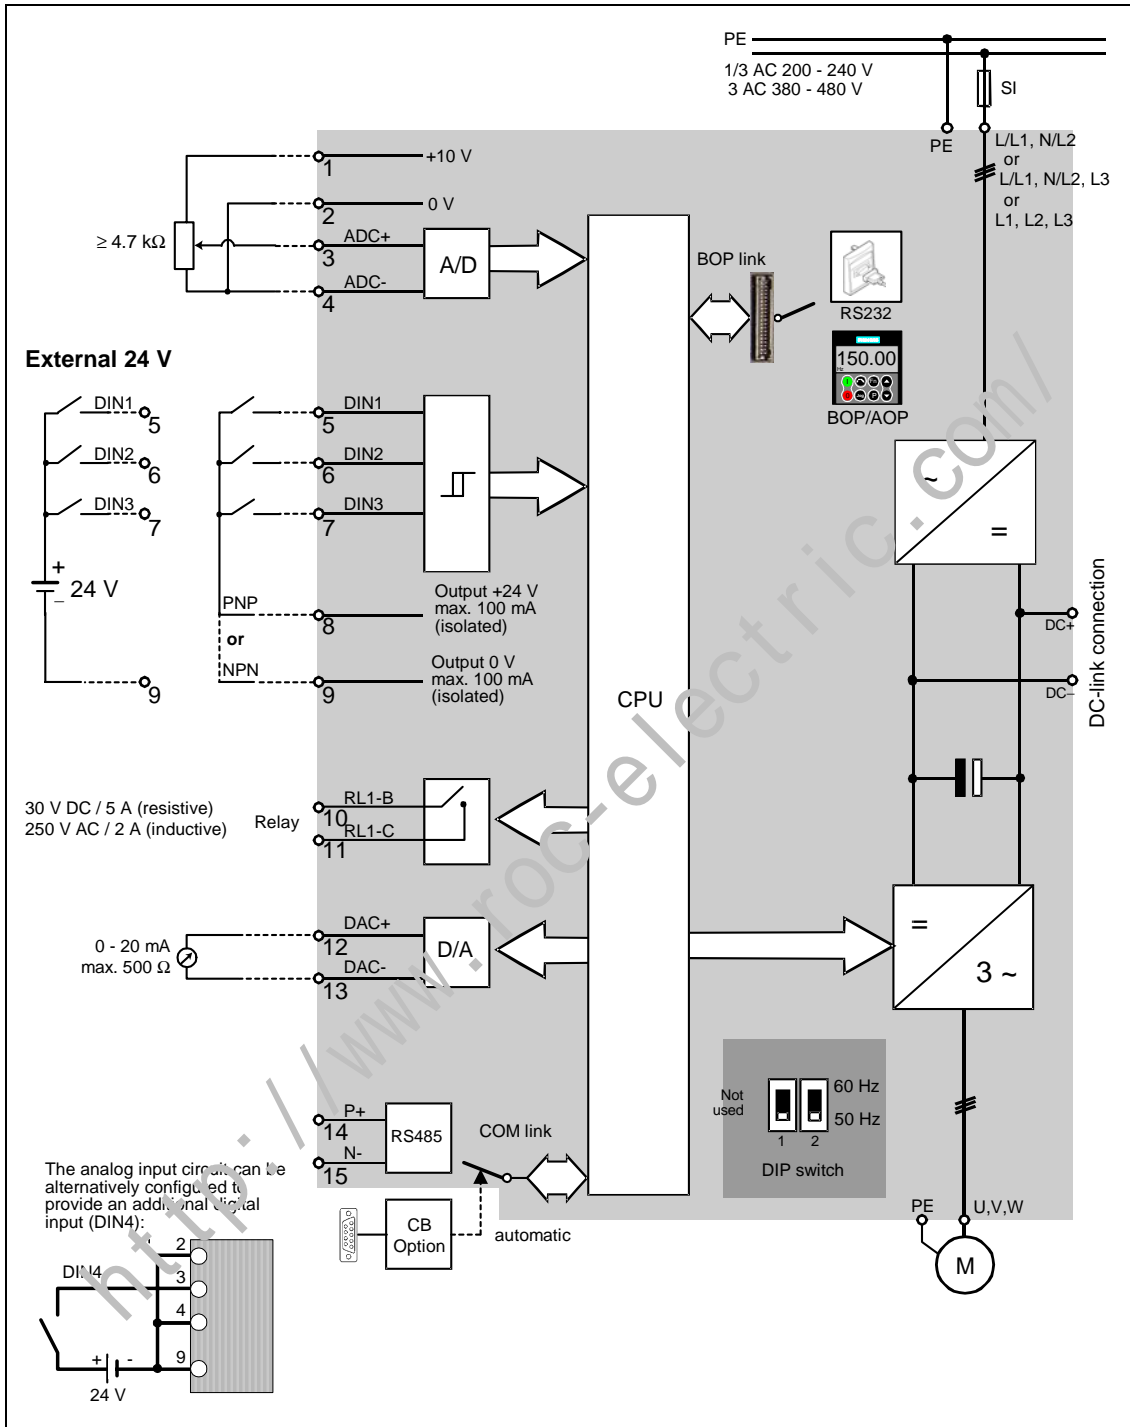 PE
1/3 AC 200 - 240 V
3 AC 380 - 480 V
SI
PE
L/L1, N/L2
or
L/L1, N/L2, L3
or
L1, L2, L3
1
+10 V
2
0 V
≥ 4.7 kΩ
3
ADC+
4
ADC-
A/D
BOP link
RS232
150.00
Hz
BOP/AOP
External 24 V
DIN1
5
DIN2
6
DIN3
7
+
24 V
_
9
DIN1
5
DIN2
6
DIN3
7
PNP
8
or
NPN
9
Output +24 V
max. 100 mA
(isolated)
Output 0 V
max. 100 mA
(isolated)
CPU
~
=
DC+
DC–
DC-link connection
30 V DC / 5 A (resistive)
250 V AC / 2 A (inductive)
Relay
RL1-B
10
RL1-C
11
0 - 20 mA
max. 500 Ω
DAC+
12
DAC-
13
D/A
=
3 ~
P+
14
N-
15
RS485
COM link
CB
Option
automatic
Not
used
60 Hz
50 Hz
1 2
DIP switch
PE
U,V,W
M
The analog input circuit can be
alternatively configured to
provide an additional digital
input (DIN4):
2
DIN4
3
4
9
+ -
24 V
http://www.roc-electric.com/